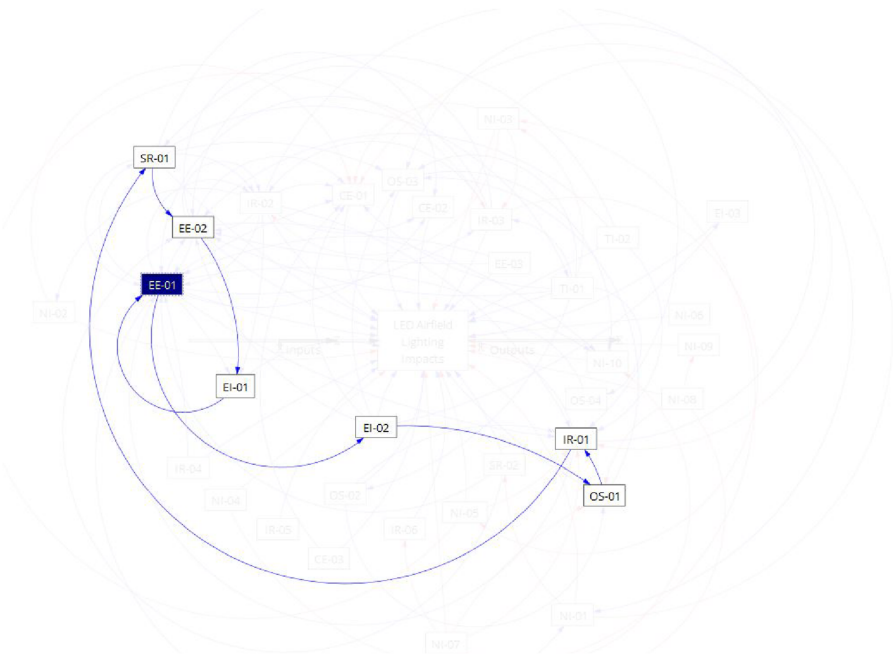 NI-03
SR-01
OS-03
CE-01
IR-02
CE-02
EI-03
IR-03
EE-02
TI-02
EE-03
EE-01
TI-01
NI-02
NI-06
LED Airfield
Lighting
Impacts
Inputs
Outputs
NI-09
NI-10
EI-01
NI-08
OS-04
EI-02
IR-01
SR-02
IR-04
OS-02
OS-01
NI-04
NI-05
IR-05
IR-06
CE-03
NI-01
NI-07